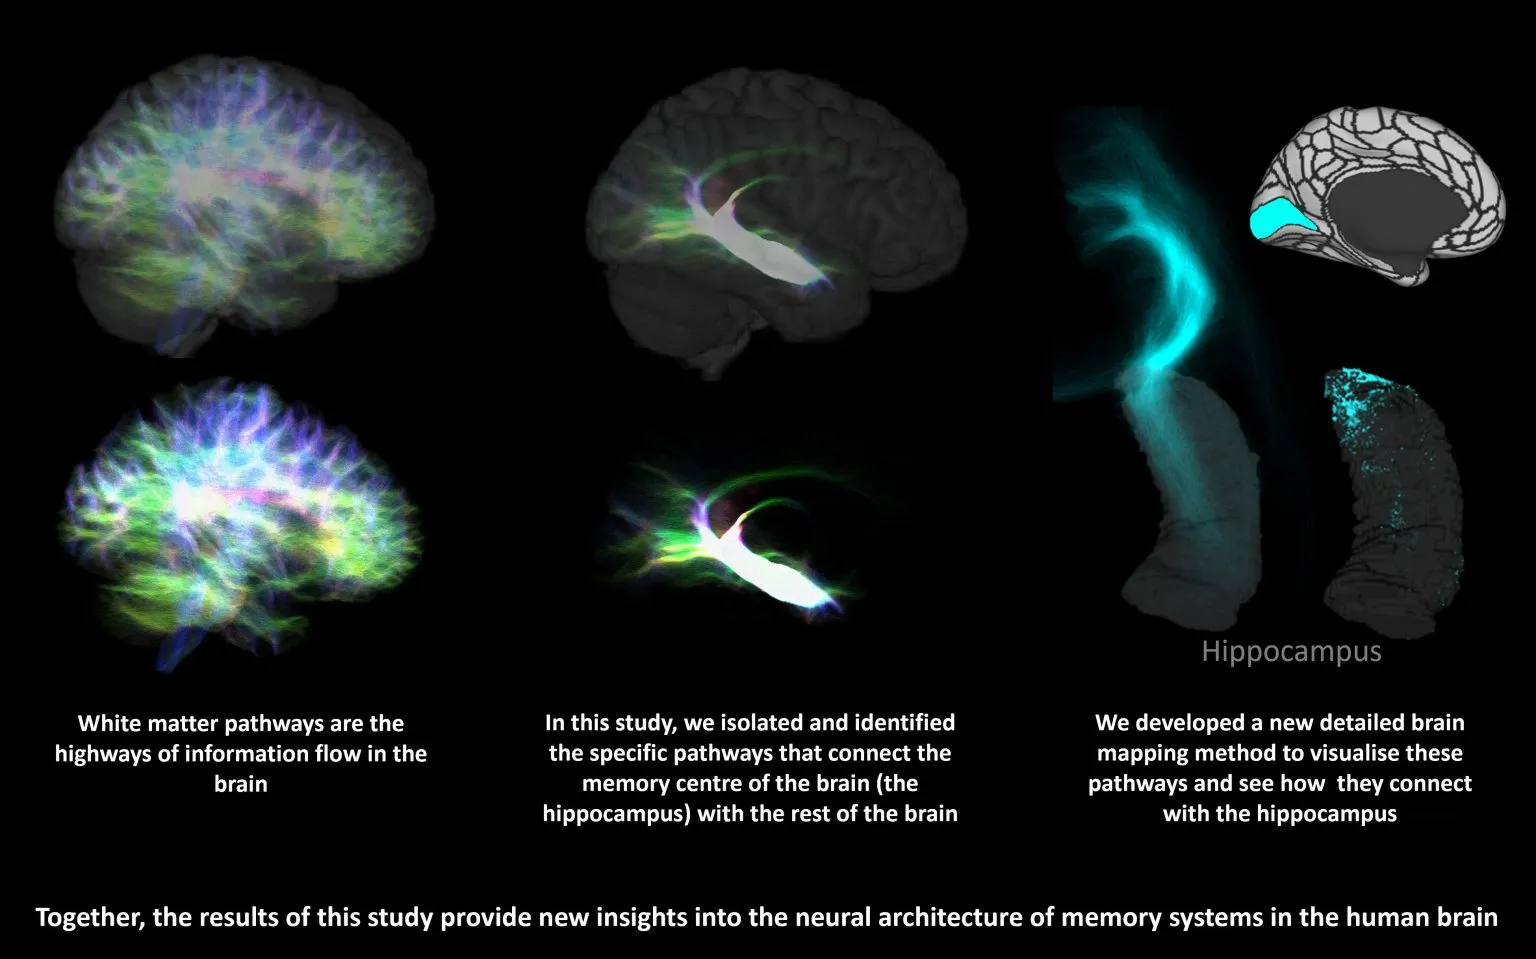 Hippocampus
White matter pathways are the
highways of information flow in the
brain
In this study, we isolated and identified
the specific pathways that connect the
memory centre of the brain (the
hippocampus) with the rest of the brain
We developed a new detailed brain
mapping method to visualise these
pathways and see how  they connect
with the hippocampus
Together, the results of this study provide new insights into the neural architecture of memory systems in the human brain